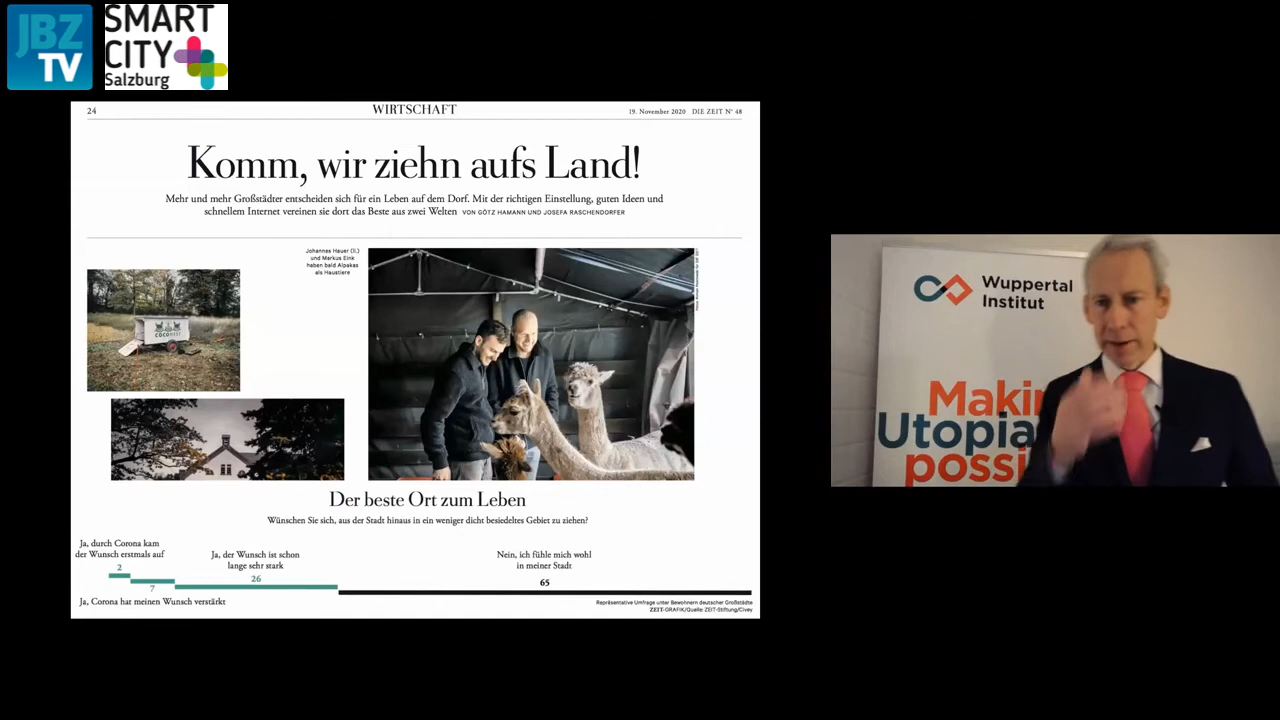 JBZ
TV
SMART
CITY
Salzburg
24
WIRTSCHAFT
19. November 2020 DIE ZEIT N° 48
Komm, wir ziehn aufs Land!
Mehr und mehr Großstädter entscheiden sich für ein Leben auf dem Dorf. Mit der richtigen Einstellung, guten Ideen und
schnellem Internet vereinen sie dort das Beste aus zwei Welten VON GÖTZ HAMANN UND JOSEFA RASCHENDORFER
Johannes Hauer (li.)
und Markus Eink
haben bald Alpakas
als Haustiere
Der beste Ort zum Leben
Wünschen Sie sich, aus der Stadt hinaus in ein weniger dicht besiedeltes Gebiet zu ziehen?
Ja, durch Corona kam
der Wunsch erstmals auf
2
7
Ja, Corona hat meinen Wunsch verstärkt
Ja, der Wunsch ist schon
lange sehr stark
26
Nein, ich fühle mich wohl
in meiner Stadt
65
Repräsentative Umfrage unter Bewohnern deutscher Großstädte
ZEIT-GRAFIK/Quelle: ZEIT-Stiftung/Civey
Wuppertal
Institut
Makin
Utopia
possi